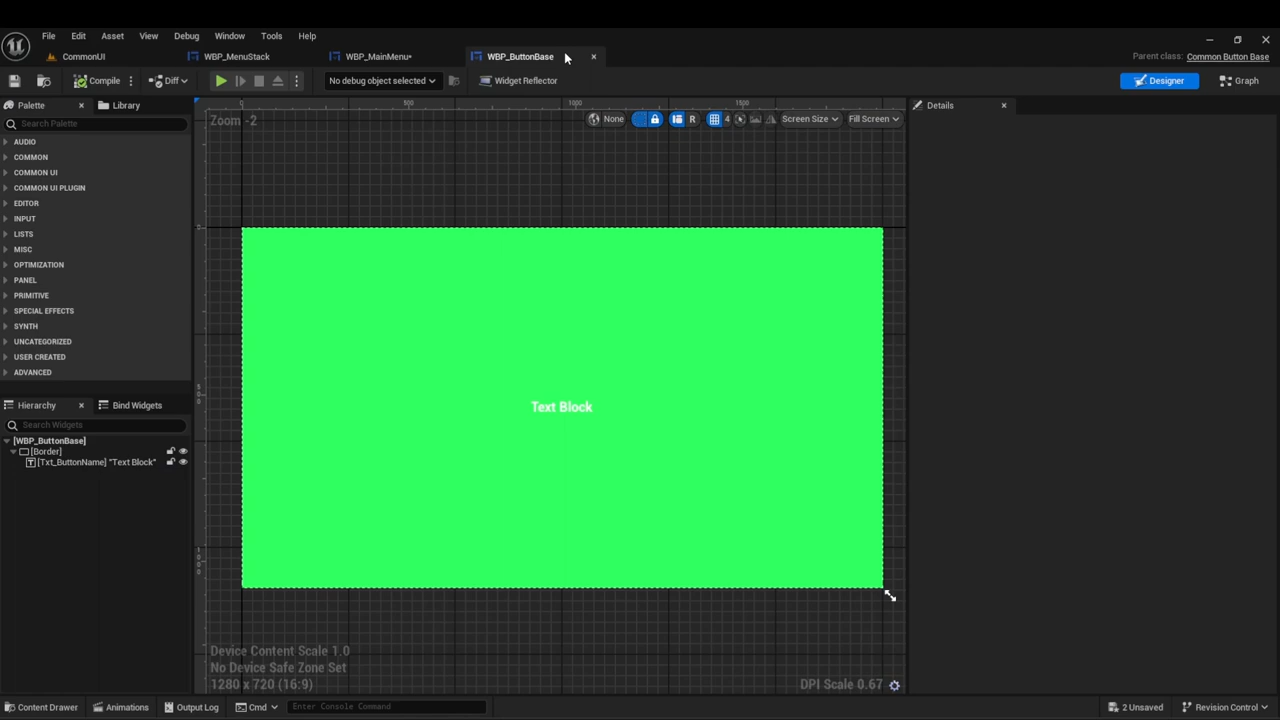 File Edit Asset View Debug Window Tools Help
CommonUI WBP_MenuStack WBP_MainMenu* WBP_ButtonBase Parent class: Common Button Base
Compile Diff No debug object selected Widget Reflector Designer Graph
Palette Library Details
Search Palette Zoom -2 None R 4 Screen Size Fill Screen
0 500 1000 1500
AUDIO
COMMON
COMMON UI
COMMON UI PLUGIN
EDITOR
INPUT
LISTS
MISC
OPTIMIZATION
PANEL
PRIMITIVE
SPECIAL EFFECTS
SYNTH
UNCATEGORIZED
USER CREATED
ADVANCED
0
500
1000
Text Block
Hierarchy Bind Widgets
Search Widgets
[WBP_ButtonBase]
[Border]
[Txt_ButtonName] "Text Block"
Device Content Scale 1.0
No Device Safe Zone Set
1280 x 720 (16:9) DPI Scale 0.67
Content Drawer Animations Output Log Cmd Enter Console Command 2 Unsaved Revision Control